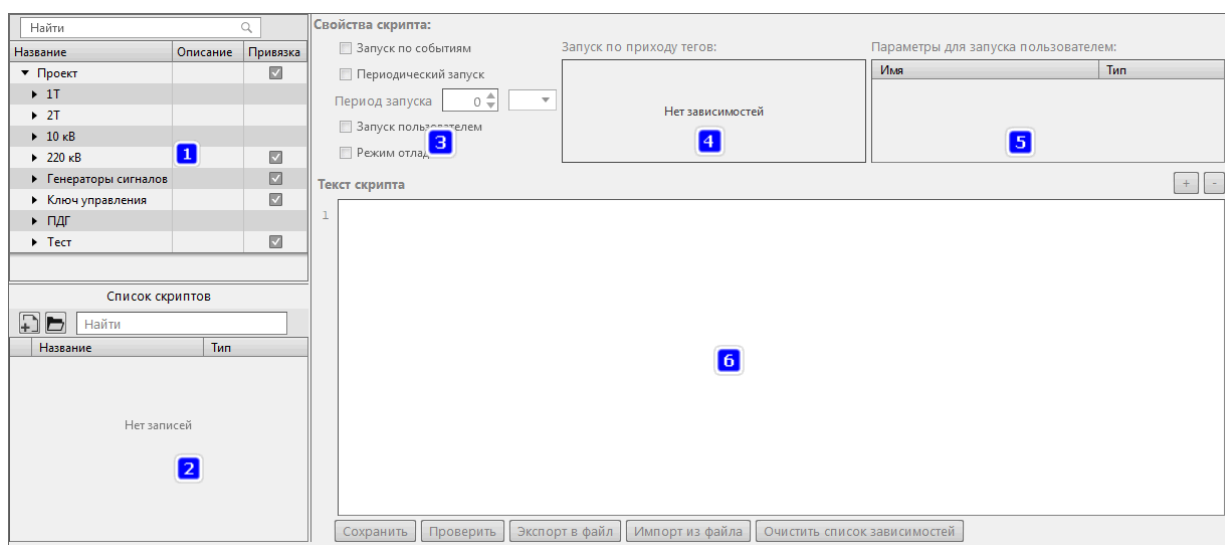 Найти
Название Описание Привязка
Проект
1Т
2Т
10 кВ
220 кВ
1
Генераторы сигналов
Ключ управления
ПДГ
Тест
Список скриптов
Найти
Название Тип
Нет записей
2
Свойства скрипта:
Запуск по событиям
Периодический запуск
Период запуска 0
Запуск пользователем
3
Режим отлад
Запуск по приходу тегов:
Нет зависимостей
4
Параметры для запуска пользователем:
Имя Тип
5
Текст скрипта + -
1
6
Сохранить Проверить Экспорт в файл Импорт из файла Очистить список зависимостей